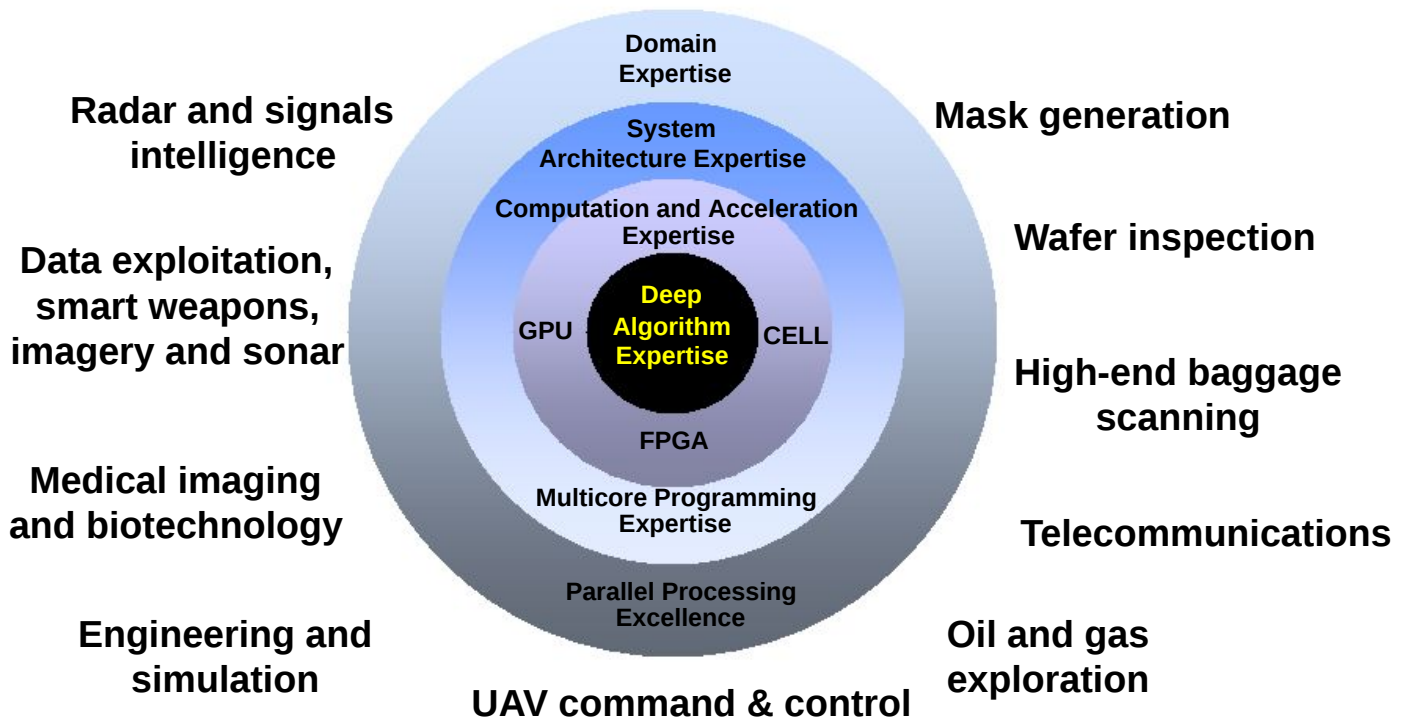 Domain
Expertise
System
Architecture Expertise
Computation and Acceleration
Expertise
Deep
Algorithm
Expertise
GPU
CELL
FPGA
Multicore Programming
Expertise
Parallel Processing
Excellence
Radar and signals
intelligence
Data exploitation,
smart weapons,
imagery and sonar
Medical imaging
and biotechnology
Engineering and
simulation
UAV command & control
Mask generation
Wafer inspection
High-end baggage
scanning
Telecommunications
Oil and gas
exploration